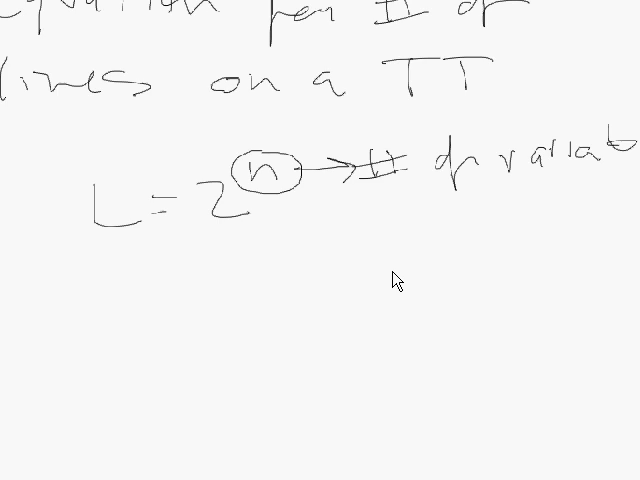 Equation for # of
lines on a TT
L = 2^n → # of variab